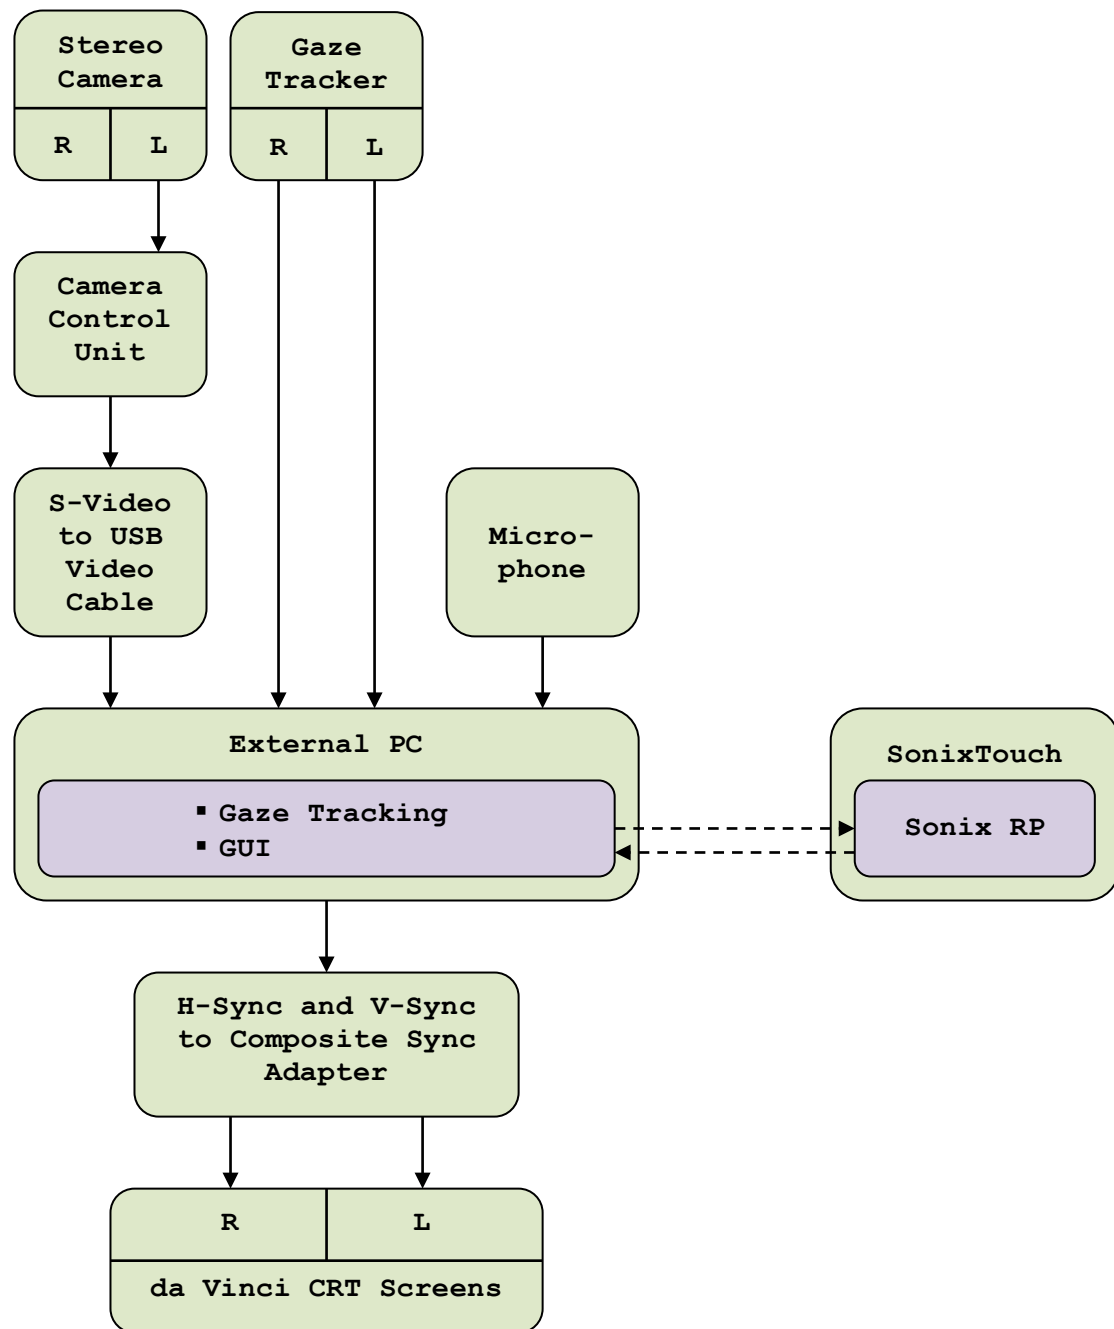 Stereo
Camera
R
L
Gaze
Tracker
R
L
Camera
Control
Unit
S-Video
to USB
Video
Cable
Micro-
phone
External PC
▪ Gaze Tracking
▪ GUI
SonixTouch
Sonix RP
H-Sync and V-Sync
to Composite Sync
Adapter
R
L
da Vinci CRT Screens